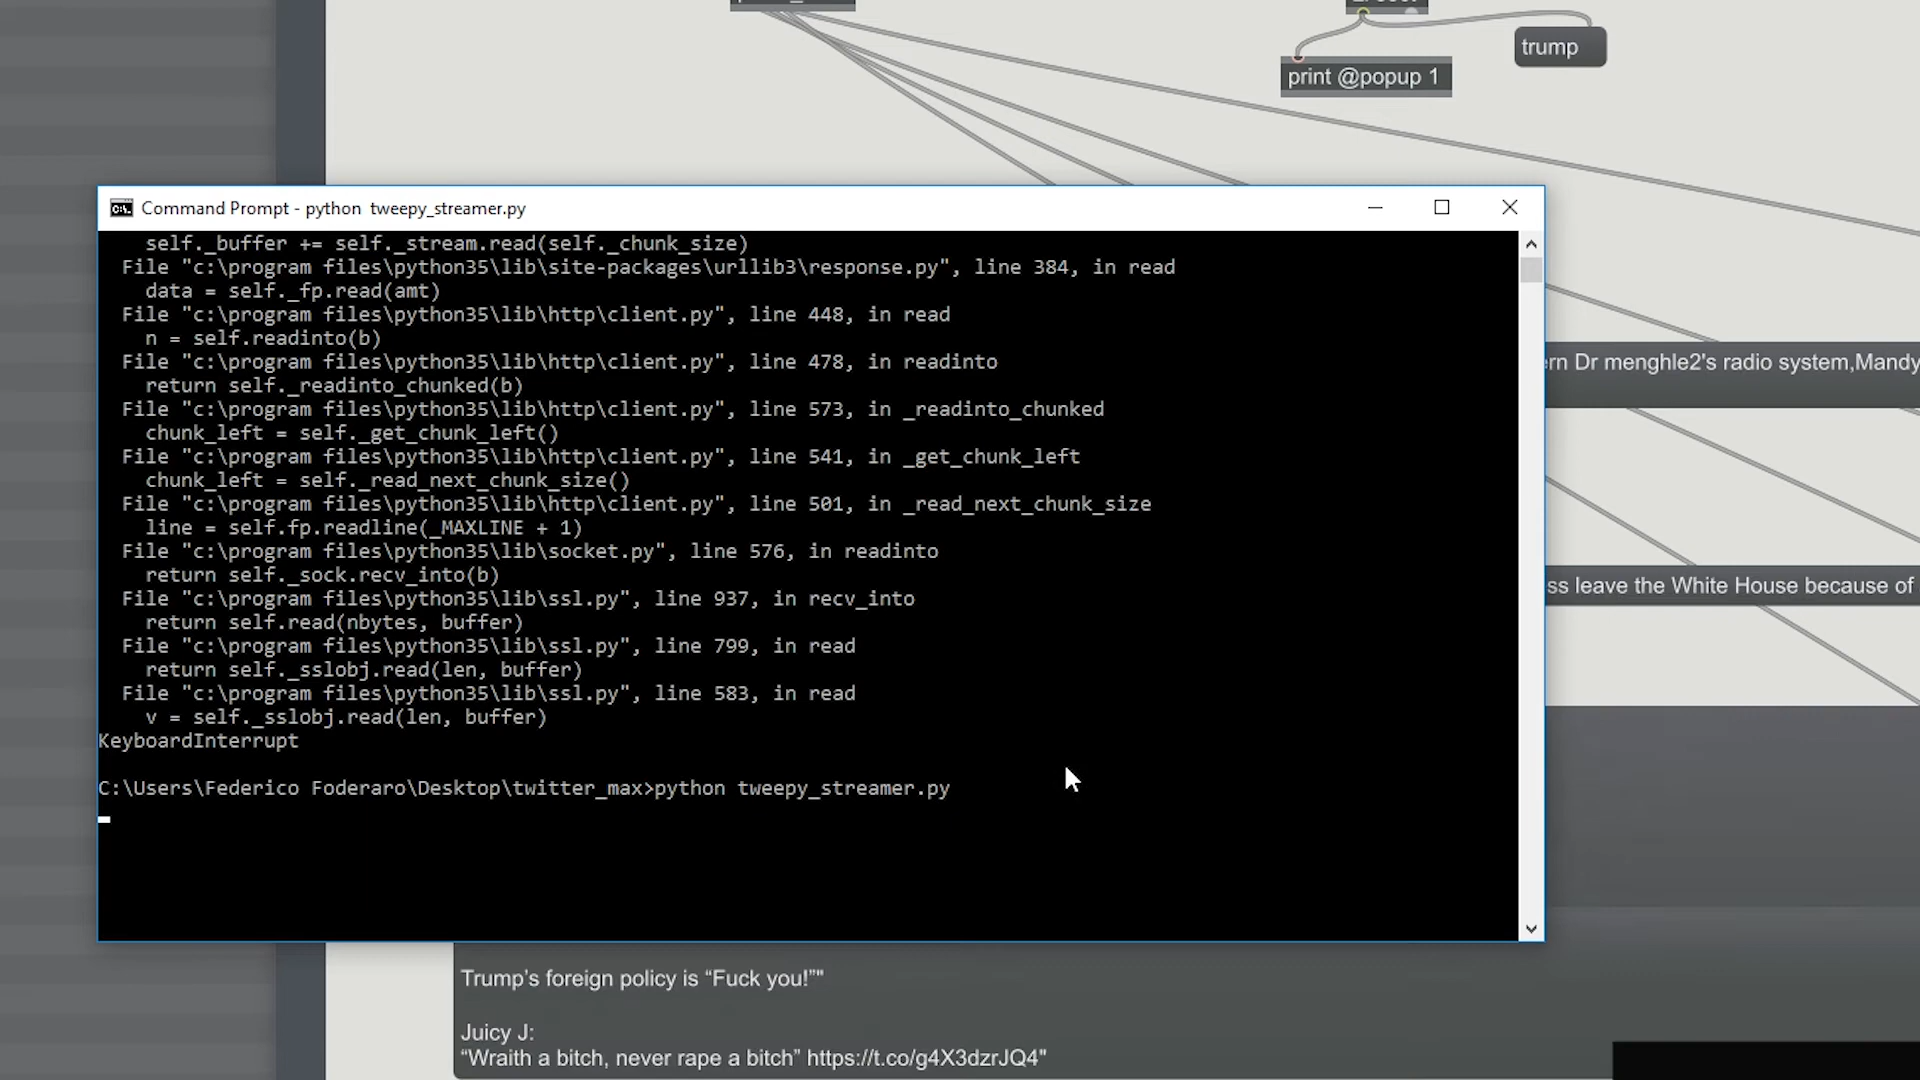 trump
print @popup 1
Command Prompt - python  tweepy_streamer.py
self._buffer += self._stream.read(self._chunk_size)
File "c:\program files\python35\lib\site-packages\urllib3\response.py", line 384, in read
data = self._fp.read(amt)
File "c:\program files\python35\lib\http\client.py", line 448, in read
n = self.readinto(b)
File "c:\program files\python35\lib\http\client.py", line 478, in readinto
return self._readinto_chunked(b)
File "c:\program files\python35\lib\http\client.py", line 573, in _readinto_chunked
chunk_left = self._get_chunk_left()
File "c:\program files\python35\lib\http\client.py", line 541, in _get_chunk_left
chunk_left = self._read_next_chunk_size()
File "c:\program files\python35\lib\http\client.py", line 501, in _read_next_chunk_size
line = self.fp.readline(_MAXLINE + 1)
File "c:\program files\python35\lib\socket.py", line 576, in readinto
return self._sock.recv_into(b)
File "c:\program files\python35\lib\ssl.py", line 937, in recv_into
return self.read(nbytes, buffer)
File "c:\program files\python35\lib\ssl.py", line 799, in read
return self._sslobj.read(len, buffer)
File "c:\program files\python35\lib\ssl.py", line 583, in read
v = self._sslobj.read(len, buffer)
KeyboardInterrupt
C:\Users\Federico Foderaro\Desktop\twitter_max>python tweepy_streamer.py
rn Dr menghle2's radio system,Mandy
ss leave the White House because of
Trump’s foreign policy is “Fuck you!”"
Juicy J:
“Wraith a bitch, never rape a bitch” https://t.co/g4X3dzrJQ4"